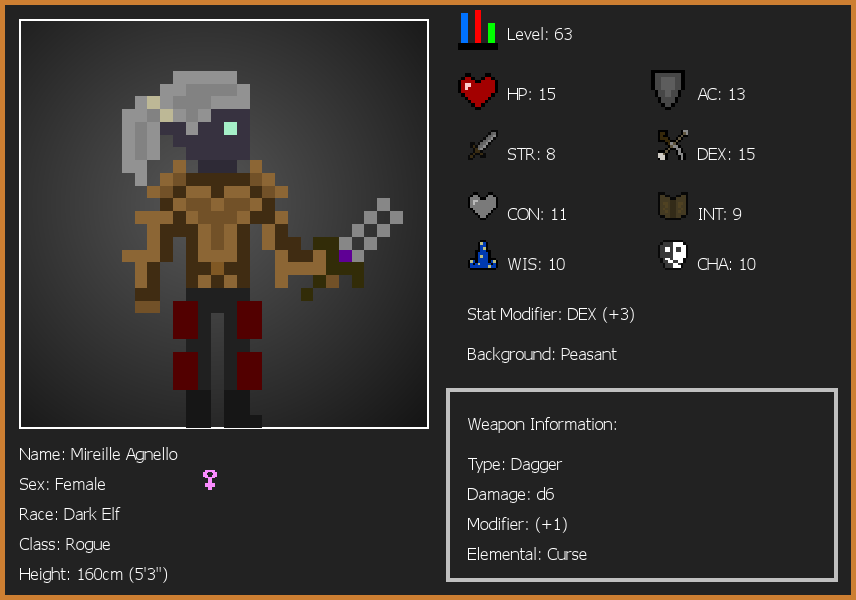 Level: 63
HP: 15
AC: 13
STR: 8
DEX: 15
CON: 11
INT: 9
WIS: 10
CHA: 10
Stat Modifier: DEX (+3)
Background: Peasant
Weapon Information:
Type: Dagger
Damage: d6
Modifier: (+1)
Elemental: Curse
Name: Mireille Agnello
Sex: Female
Race: Dark Elf
Class: Rogue
Height: 160cm (5'3")